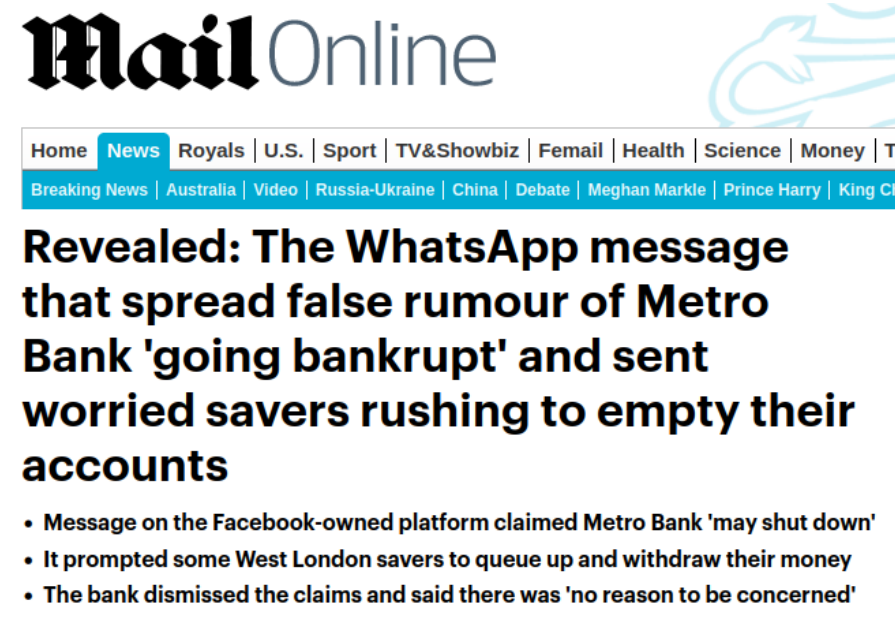 Mail Online
Home News Royals U.S. Sport TV&Showbiz Femail Health Science Money
Breaking News Australia Video Russia-Ukraine China Debate Meghan Markle Prince Harry King
Revealed: The WhatsApp message
that spread false rumour of Metro
Bank 'going bankrupt' and sent
worried savers rushing to empty their
accounts
• Message on the Facebook-owned platform claimed Metro Bank 'may shut down'
• It prompted some West London savers to queue up and withdraw their money
• The bank dismissed the claims and said there was 'no reason to be concerned'